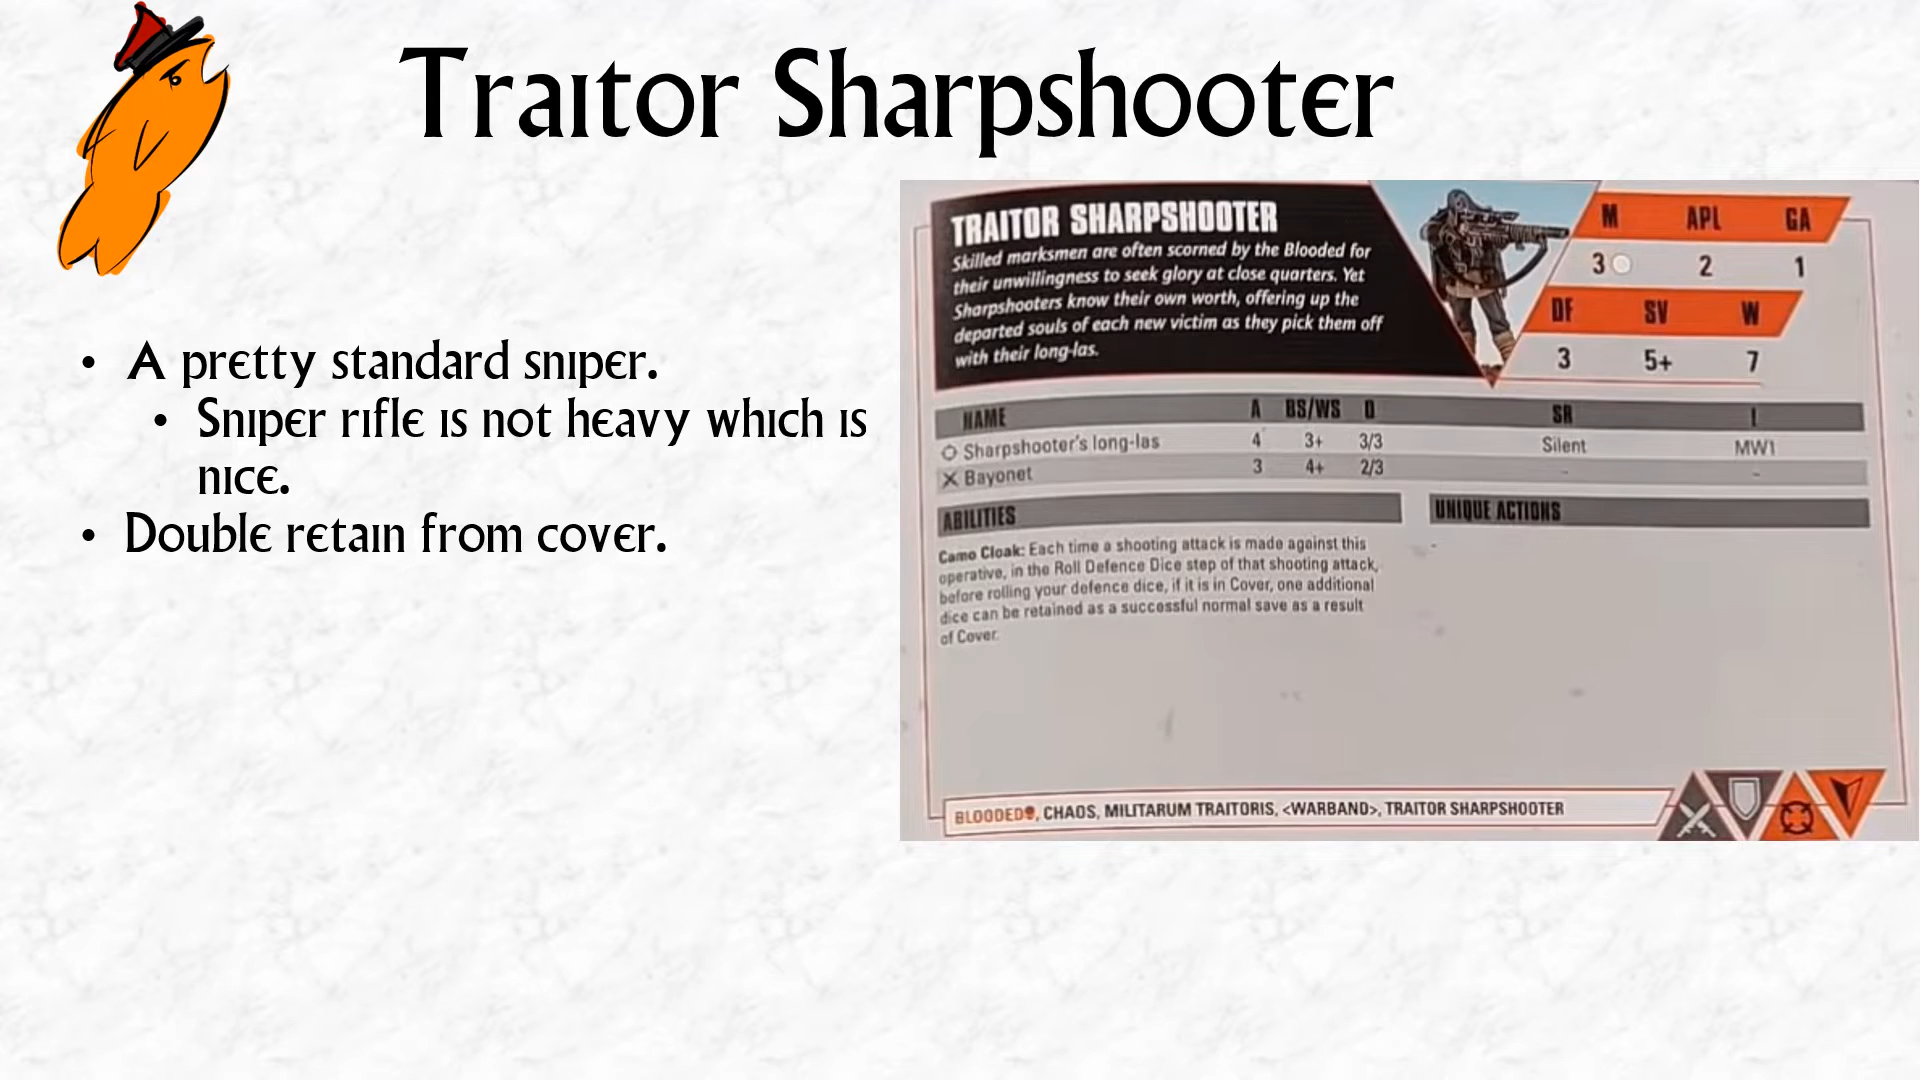 Traitor Sharpshooter
• A pretty standard sniper.
• Sniper rifle is not heavy which is
nice.
• Double retain from cover.
TRAITOR SHARPSHOOTER
Skilled marksmen are often scorned by the Blooded for
their unwillingness to seek glory at close quarters. Yet
Sharpshooters know their own worth, offering up the
departed souls of each new victim as they pick them off
with their long-las.
M APL GA
3 2 1
DF SV W
3 5+ 7
NAME A BS/WS D SR !
Sharpshooter's long-las 4 3+ 3/3 Silent MW1
Bayonet 3 4+ 2/3 - -
ABILITIES
Camo Cloak: Each time a shooting attack is made against this
operative, in the Roll Defence Dice step of that shooting attack,
before rolling your defence dice, if it is in Cover, one additional
dice can be retained as a successful normal save as a result
of Cover.
UNIQUE ACTIONS
-
BLOODED, CHAOS, MILITARUM TRAITORIS, <WARBAND>, TRAITOR SHARPSHOOTER